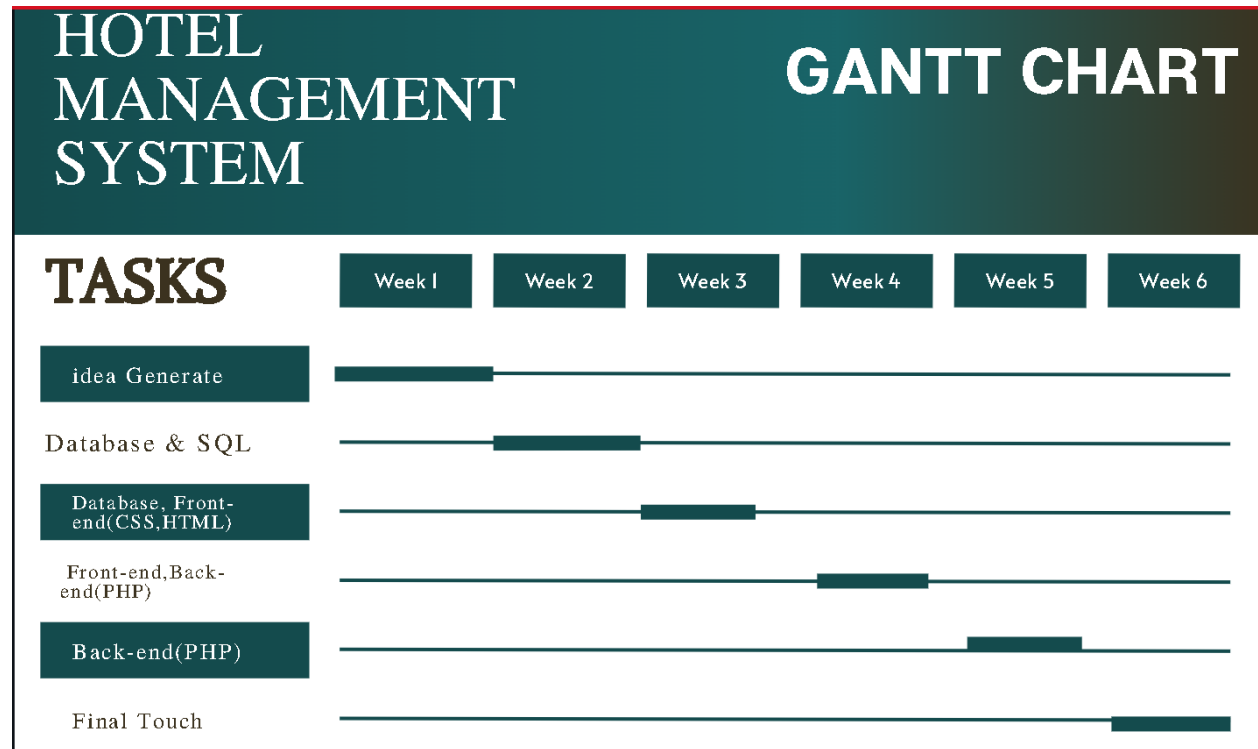 HOTEL
MANAGEMENT
SYSTEM
GANTT CHART
TASKS
Week 1
Week 2
Week 3
Week 4
Week 5
Week 6
idea Generate
Database & SQL
Database, Front-
end(CSS,HTML)
Front-end,Back-
end(PHP)
Back-end(PHP)
Final Touch